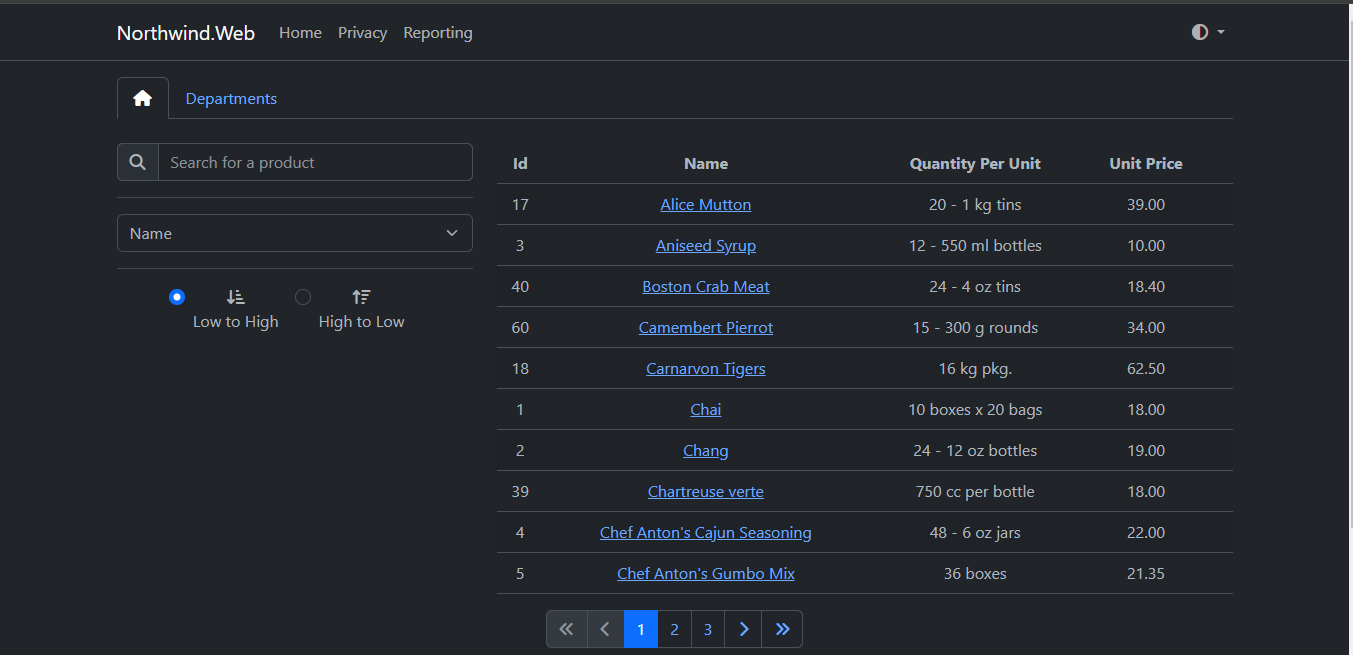 Northwind.Web Home Privacy Reporting
Departments
Search for a product
Name
Low to High High to Low
Id Name Quantity Per Unit Unit Price
17 Alice Mutton 20 - 1 kg tins 39.00
3 Aniseed Syrup 12 - 550 ml bottles 10.00
40 Boston Crab Meat 24 - 4 oz tins 18.40
60 Camembert Pierrot 15 - 300 g rounds 34.00
18 Carnarvon Tigers 16 kg pkg. 62.50
1 Chai 10 boxes x 20 bags 18.00
2 Chang 24 - 12 oz bottles 19.00
39 Chartreuse verte 750 cc per bottle 18.00
4 Chef Anton's Cajun Seasoning 48 - 6 oz jars 22.00
5 Chef Anton's Gumbo Mix 36 boxes 21.35
« ‹ 1 2 3 › »